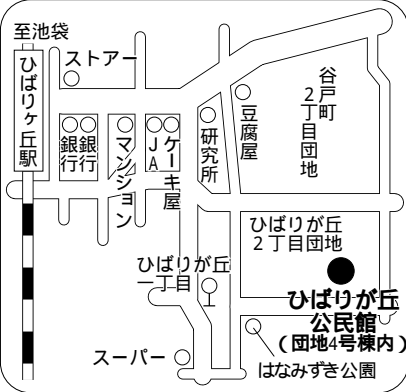 至池袋
ひばりヶ丘駅
ストアー
銀行
銀行
マンション
JA
ケーキ屋
研究所
豆腐屋
谷戸町
2丁目団地
ひばりが丘
2丁目団地
ひばりが丘
一丁目
ひばりが丘
公民館
(団地4号棟内)
はなみずき公園
スーパー